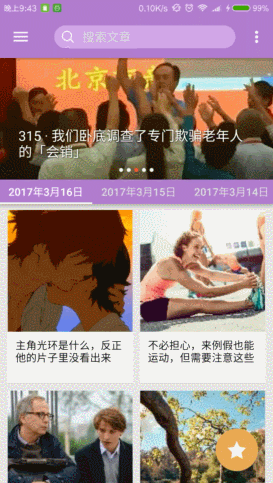 晚上9:43
0.10K/s
99%
搜索文章
北京
315 · 我们卧底调查了专门欺骗老年人
的「会销」
2017年3月16日
2017年3月15日
2017年3月14日
主角光环是什么，反正
他的片子里没看出来
不必担心，来例假也能
运动，但需要注意这些